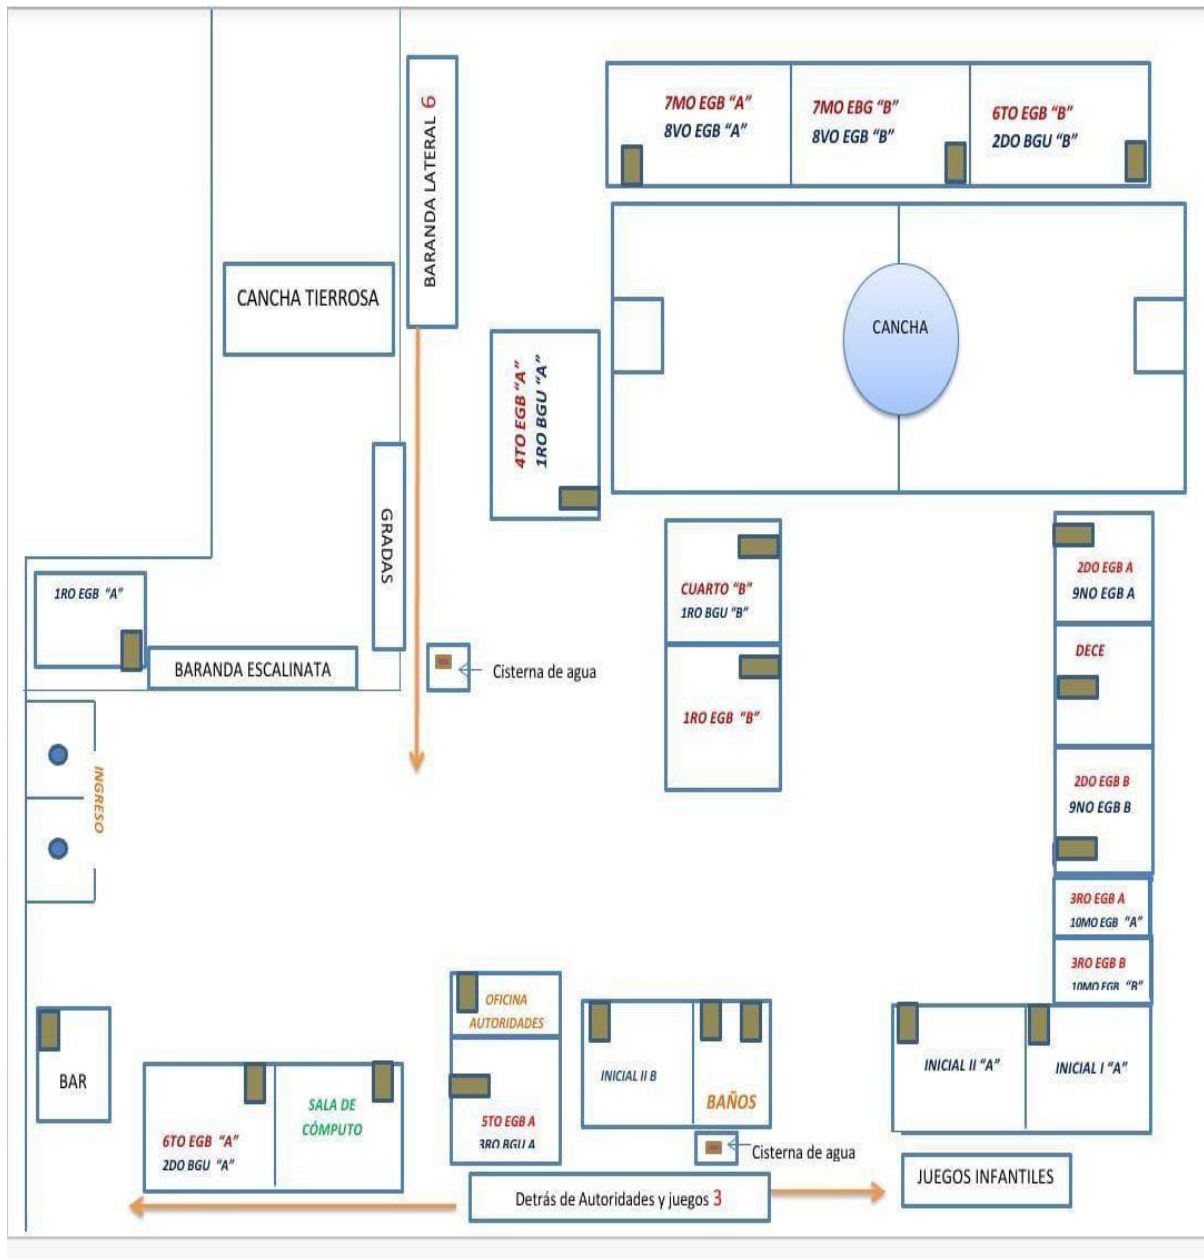 BARANDA LATERAL 6
7MO EGB “A”
8VO EGB “A”
7MO EBG “B”
8VO EGB “B”
6TO EGB “B”
2DO BGU “B”
CANCHA TIERROSA
CANCHA
4TO EGB “A”
1RO BGU “A”
GRADAS
1RO EGB “A”
BARANDA ESCALINATA
Cisterna de agua
CUARTO “B”
1RO BGU “B”
1RO EGB “B”
2DO EGB A
9NO EGB A
DECE
2DO EGB B
9NO EGB B
3RO EGB A
10MO EGB “A”
3RO EGB B
10MO EGB “B”
INGRESO
OFICINA
AUTORIDADES
5TO EGB A
3RO BGU A
INICIAL II B
BAÑOS
INICIAL II “A”
INICIAL I “A”
BAR
6TO EGB “A”
2DO BGU “A”
SALA DE
CÓMPUTO
Cisterna de agua
JUEGOS INFANTILES
Detrás de Autoridades y juegos 3